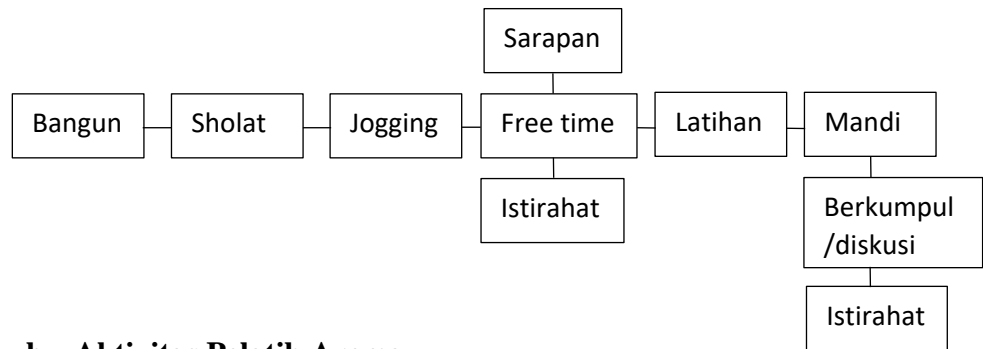 Sarapan
Bangun
Sholat
Jogging
Free time
Latihan
Mandi
Istirahat
Berkumpul
/diskusi
Istirahat